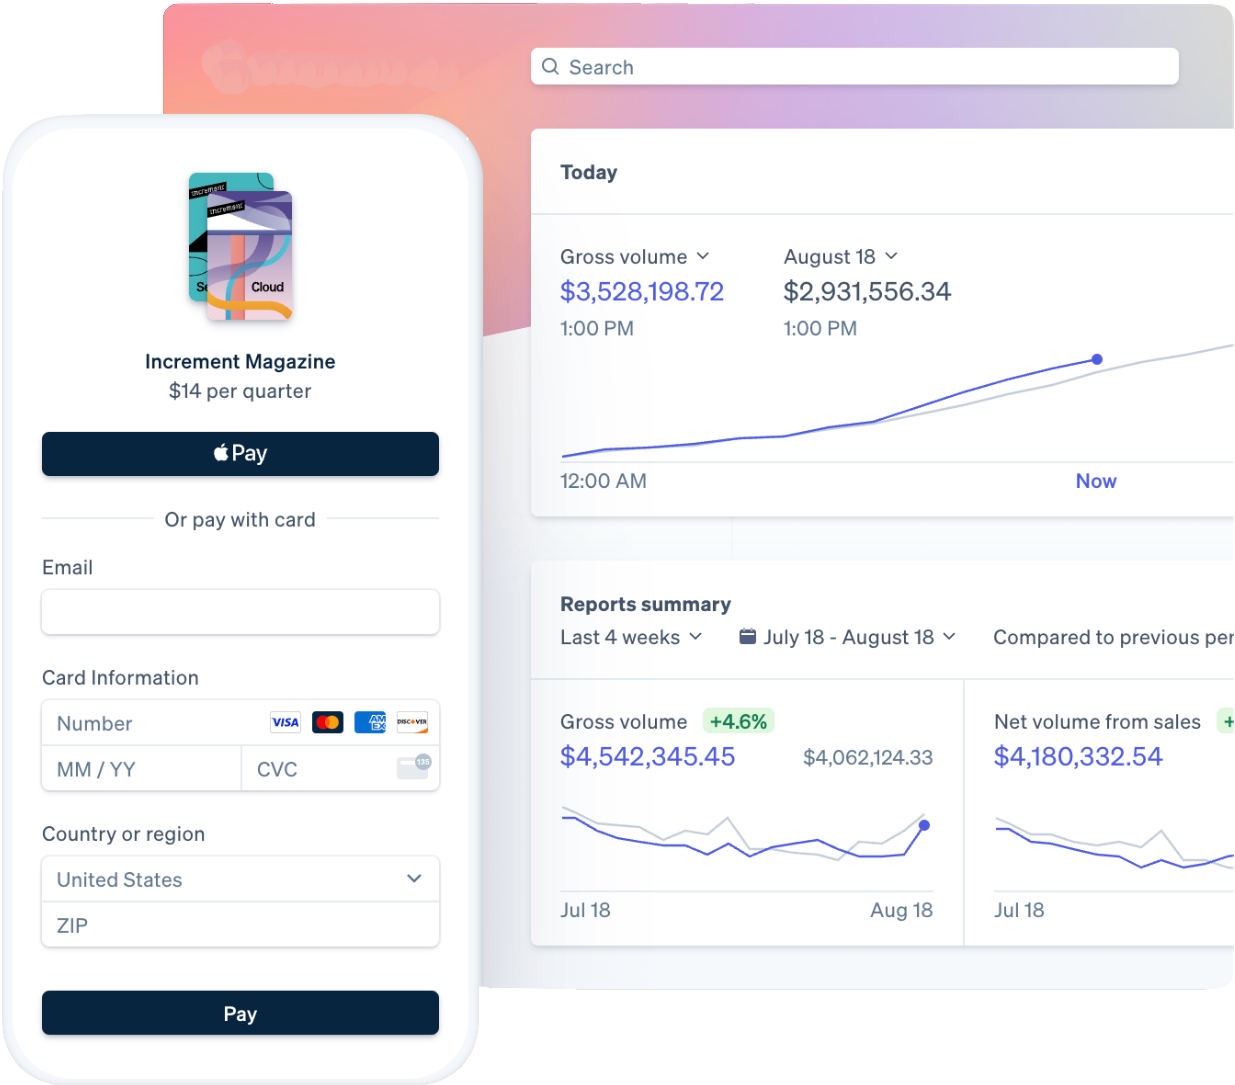 Search
increment
increment
Se
Cloud
Increment Magazine
$14 per quarter
Pay
Or pay with card
Email
Card Information
Number
VISA
AM
EX
DISCOVER
MM / YY
CVC
135
Country or region
United States
ZIP
Pay
Today
Gross volume
August 18
$3,528,198.72
$2,931,556.34
1:00 PM
1:00 PM
12:00 AM
Now
Reports summary
Last 4 weeks
July 18 - August 18
Compared to previous per
Gross volume
+4.6%
$4,542,345.45
$4,062,124.33
Jul 18
Aug 18
Net volume from sales
+
$4,180,332.54
Jul 18